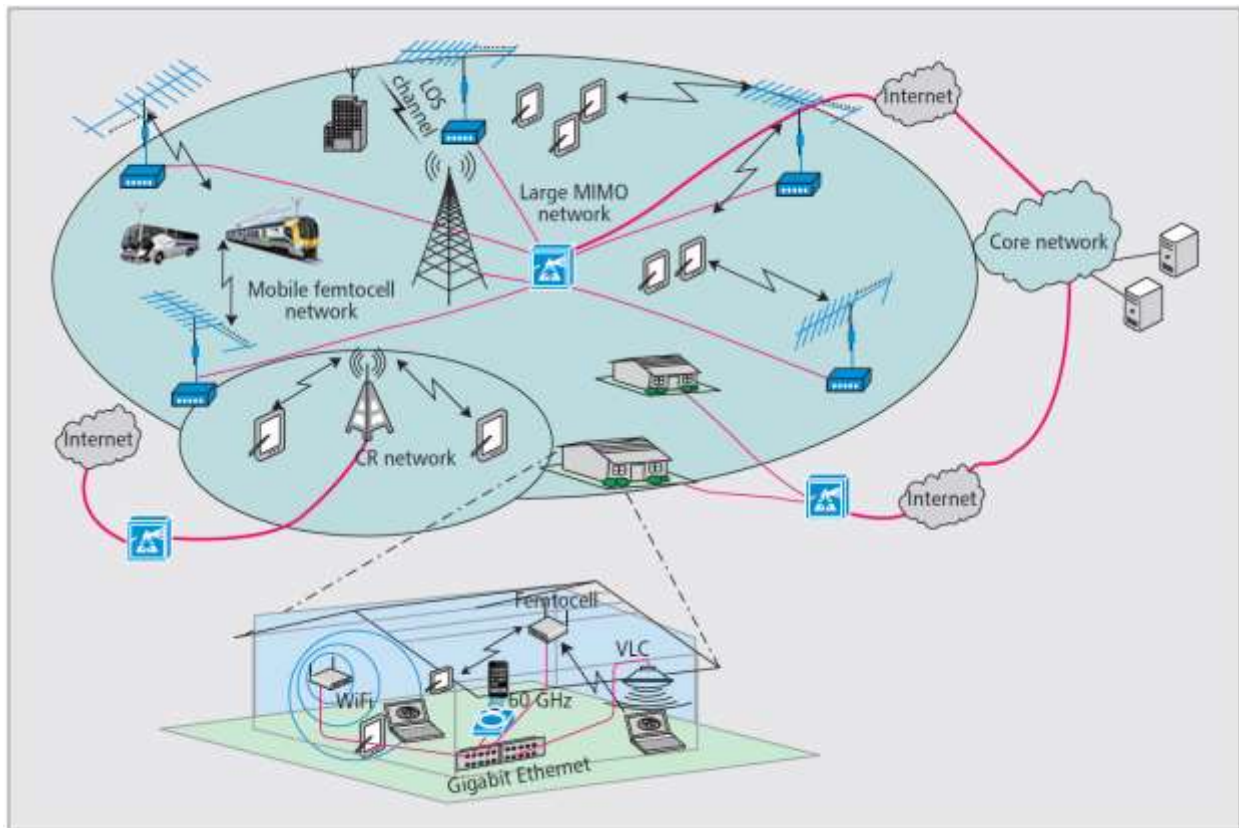 LOS
channel
Internet
Large MIMO
network
Core network
Mobile femtocell
network
Internet
CR network
Internet
Femtocell
VLC
WiFi
60 GHz
Gigabit Ethernet